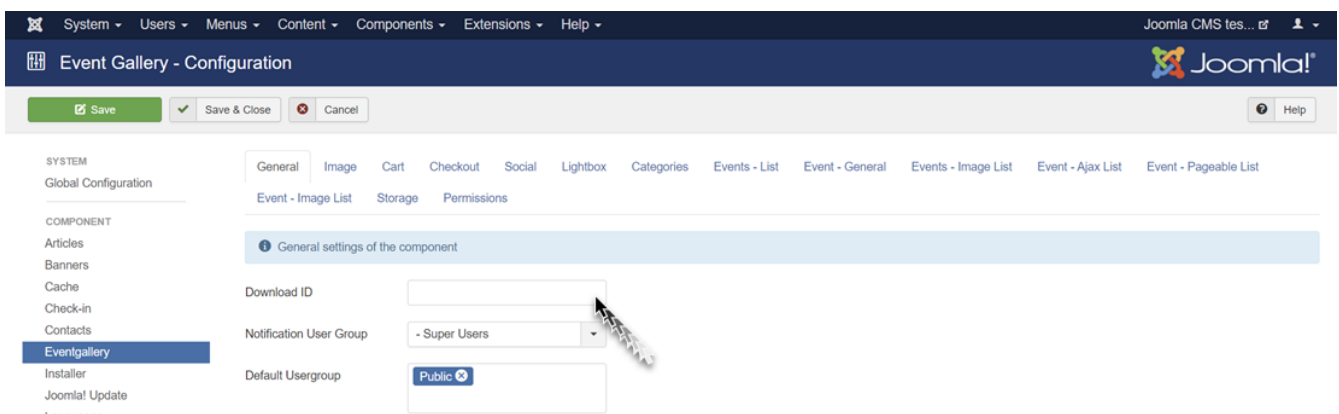 System Users Menus Content Components Extensions Help Joomla CMS tes...
Event Gallery - Configuration Joomla!®
Save Save & Close Cancel Help
SYSTEM
Global Configuration
COMPONENT
Articles
Banners
Cache
Check-in
Contacts
Eventgallery
Installer
Joomla! Update
General Image Cart Checkout Social Lightbox Categories Events - List Event - General Events - Image List Event - Ajax List Event - Pageable List
Event - Image List Storage Permissions
General settings of the component
Download ID
Notification User Group - Super Users
Default Usergroup Public